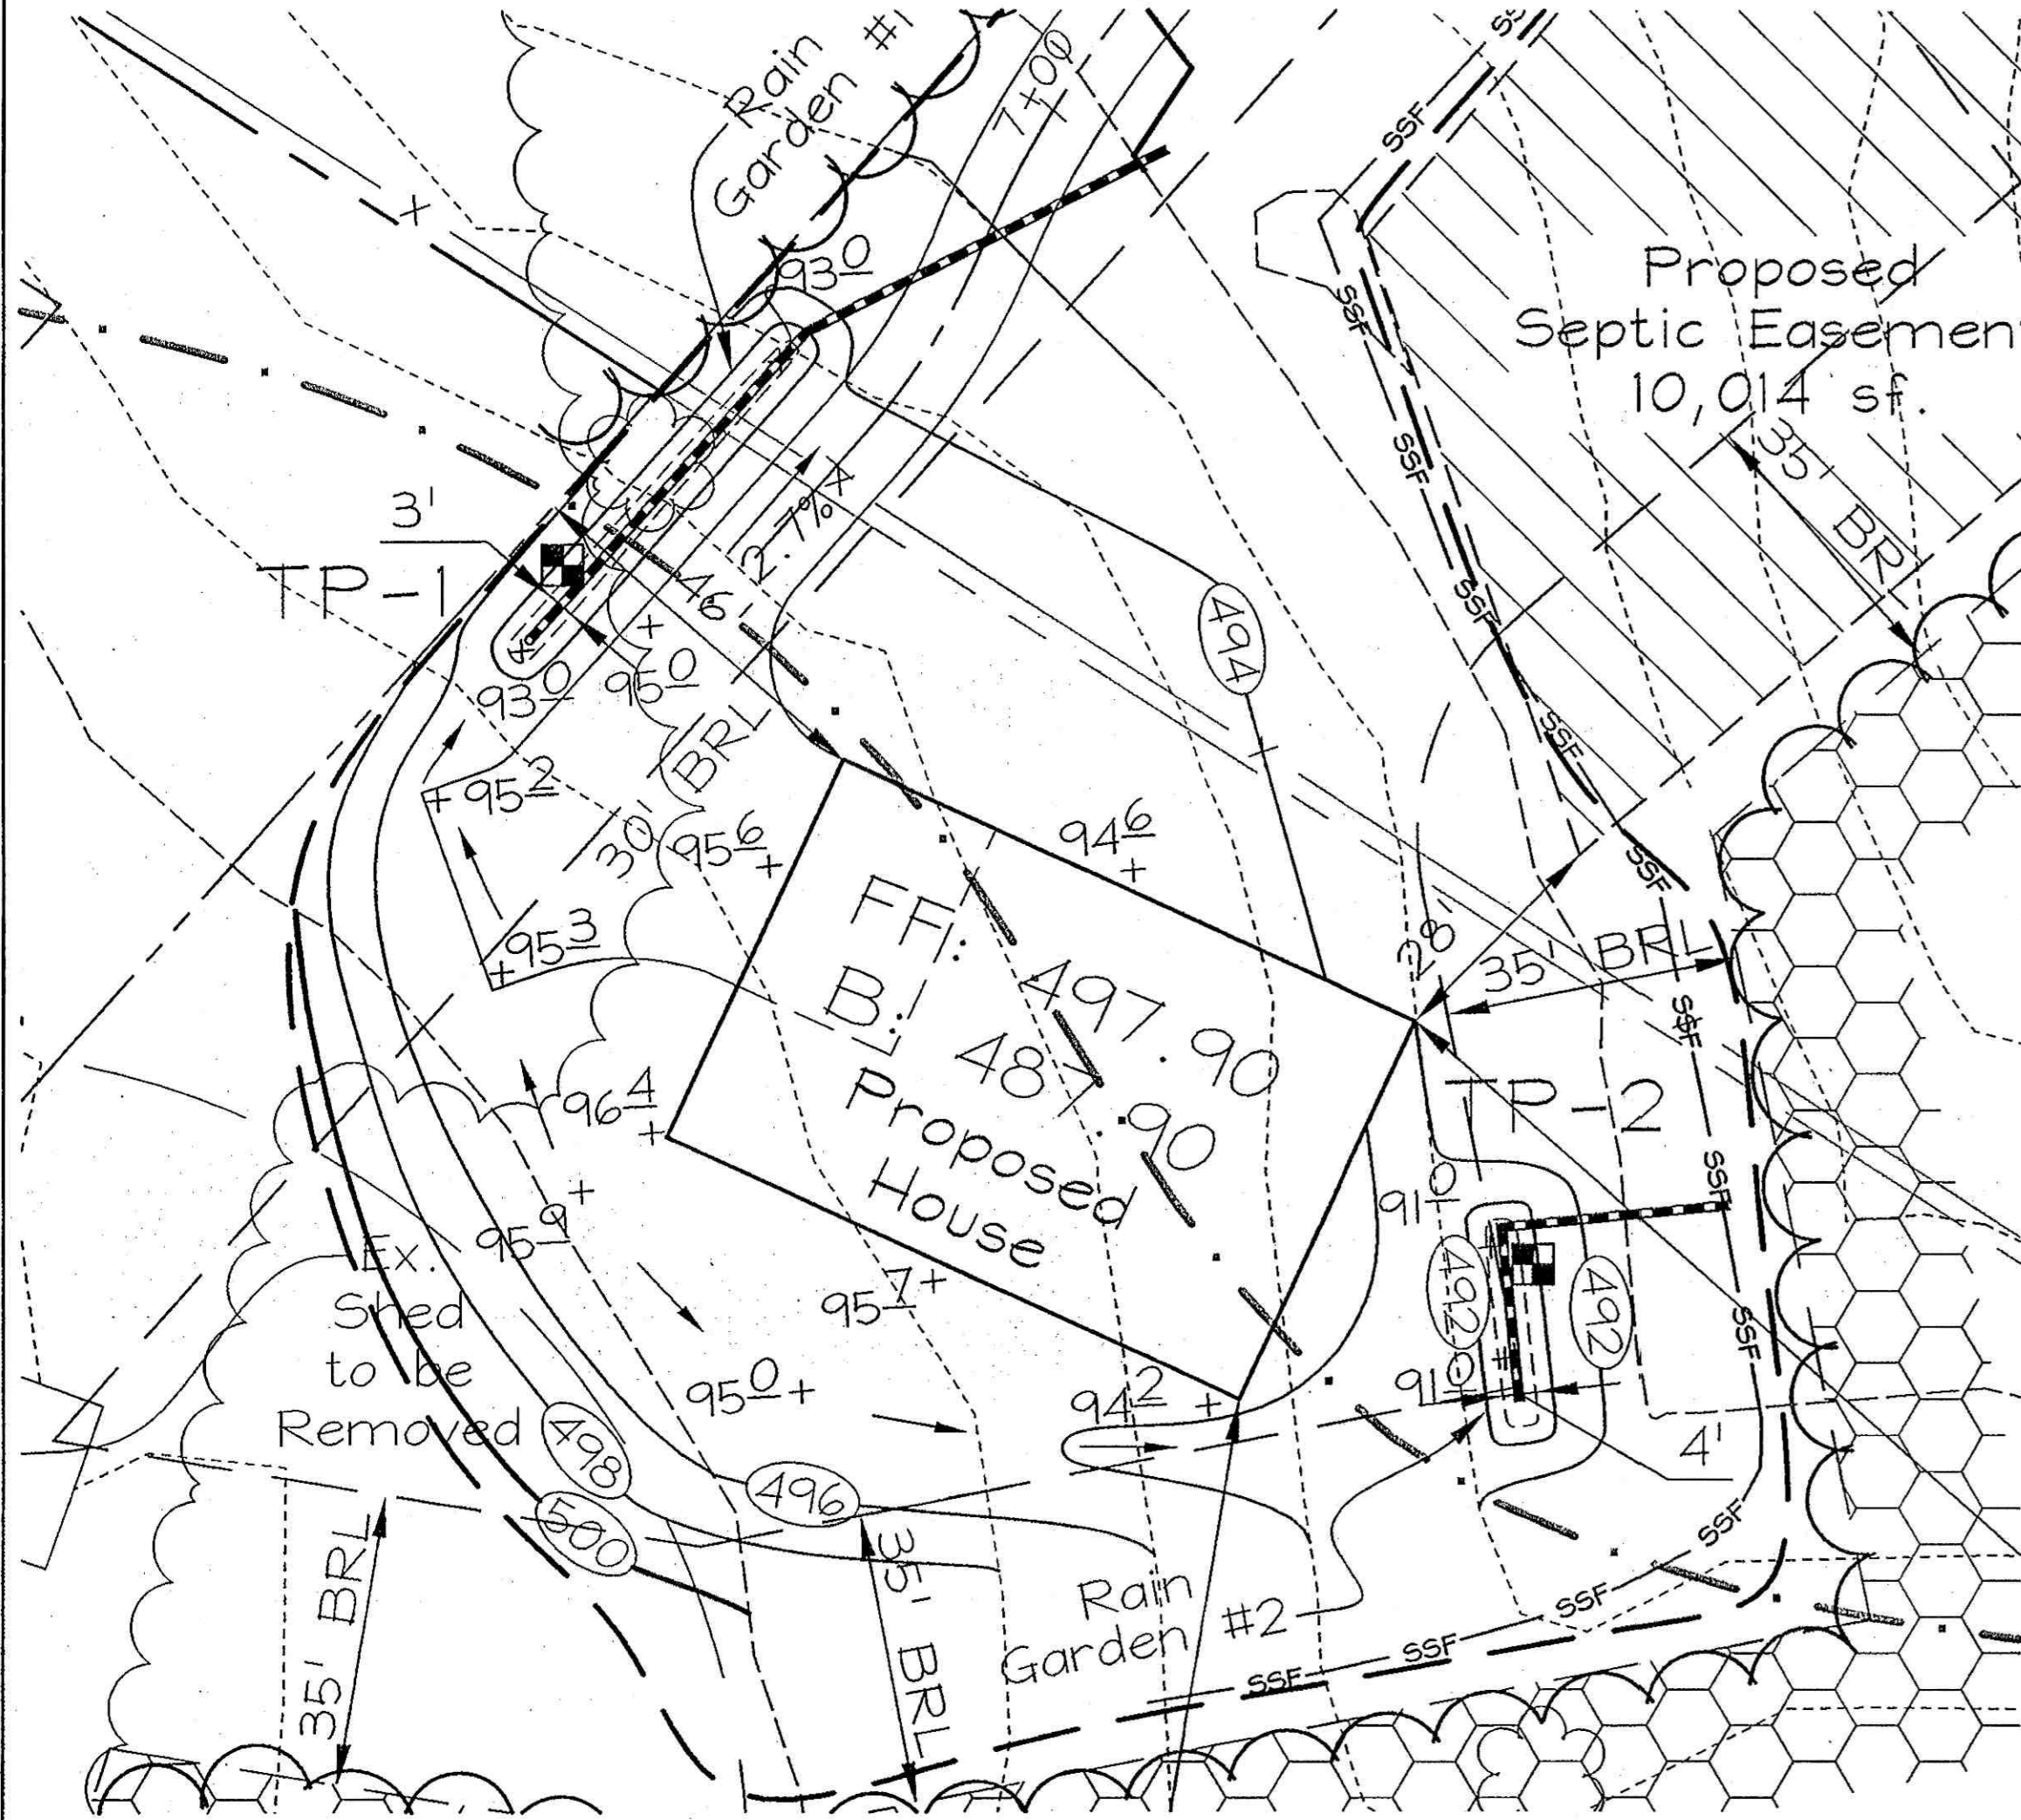 Rain
Garden #1
7+00
93.0
SSF
SSF
SSF
Proposed
Septic Easement
10,014 sf.
SSF
SSF
35'
3'
TP-1
2.7%
46'
SSF
494
93.0
95.0
BRL
30'
95.2
95.6
94.6
SSF
SSF
95.3
FF: 497.90
B: 487.90
Proposed
House
28'
35' BRL
SSF
TP-2
96.4
SSF
91.0
95.9
Ex.
Shed
to be
Removed
95.7
492
492
SSF
95.0
94.2
91.0
4'
498
496
500
SSF
35' BRL
35' BRL
Rain
Garden #2
SSF
SSF
SSF